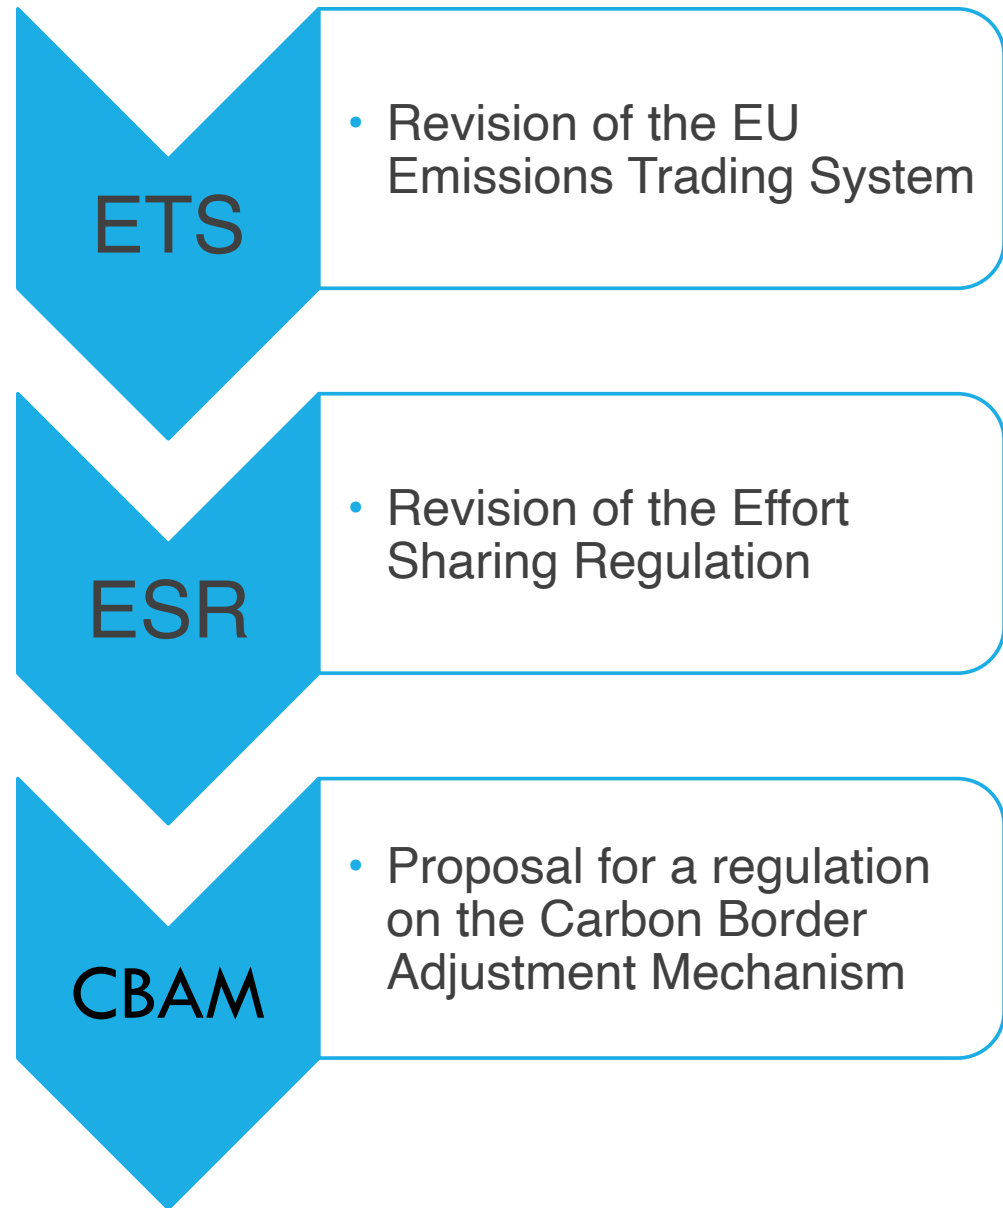 ETS
• Revision of the EU
Emissions Trading System
ESR
• Revision of the Effort
Sharing Regulation
CBAM
• Proposal for a regulation
on the Carbon Border
Adjustment Mechanism